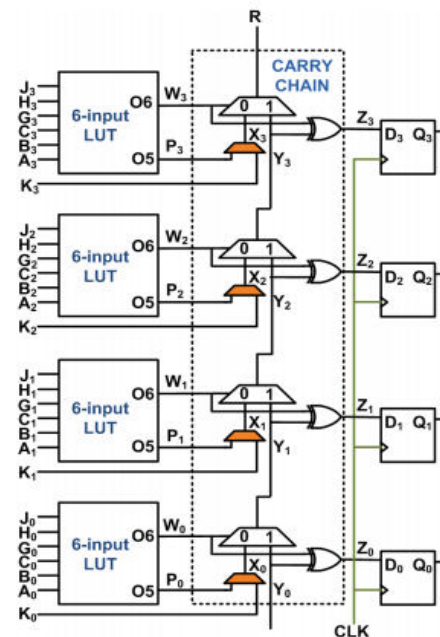 R
CARRY CHAIN
J₃
H₃
G₃
C₃
B₃
A₃
K₃
6-input LUT
O6
O5
W₃
P₃
0 1
X₃
Y₃
Z₃
D₃ Q₃
J₂
H₂
G₂
C₂
B₂
A₂
K₂
6-input LUT
O6
O5
W₂
P₂
0 1
X₂
Y₂
Z₂
D₂ Q₂
J₁
H₁
G₁
C₁
B₁
A₁
K₁
6-input LUT
O6
O5
W₁
P₁
0 1
X₁
Y₁
Z₁
D₁ Q₁
J₀
H₀
G₀
C₀
B₀
A₀
K₀
6-input LUT
O6
O5
W₀
P₀
0 1
X₀
Y₀
Z₀
D₀ Q₀
CLK